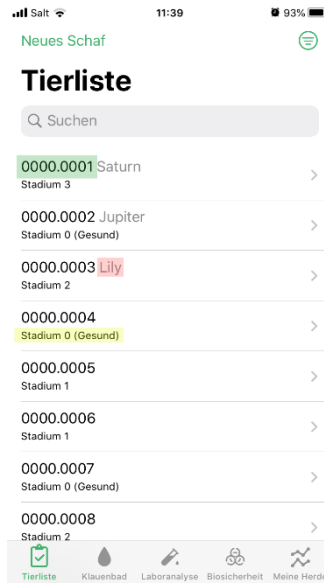 Salt 11:39 93%
Neues Schaf
Tierliste
Suchen
0000.0001 Saturn
Stadium 3
0000.0002 Jupiter
Stadium 0 (Gesund)
0000.0003 Lily
Stadium 2
0000.0004
Stadium 0 (Gesund)
0000.0005
Stadium 1
0000.0006
Stadium 1
0000.0007
Stadium 0 (Gesund)
0000.0008
Stadium 2
Tierliste Klauenbad Laboranalyse Biosicherheit Meine Herd